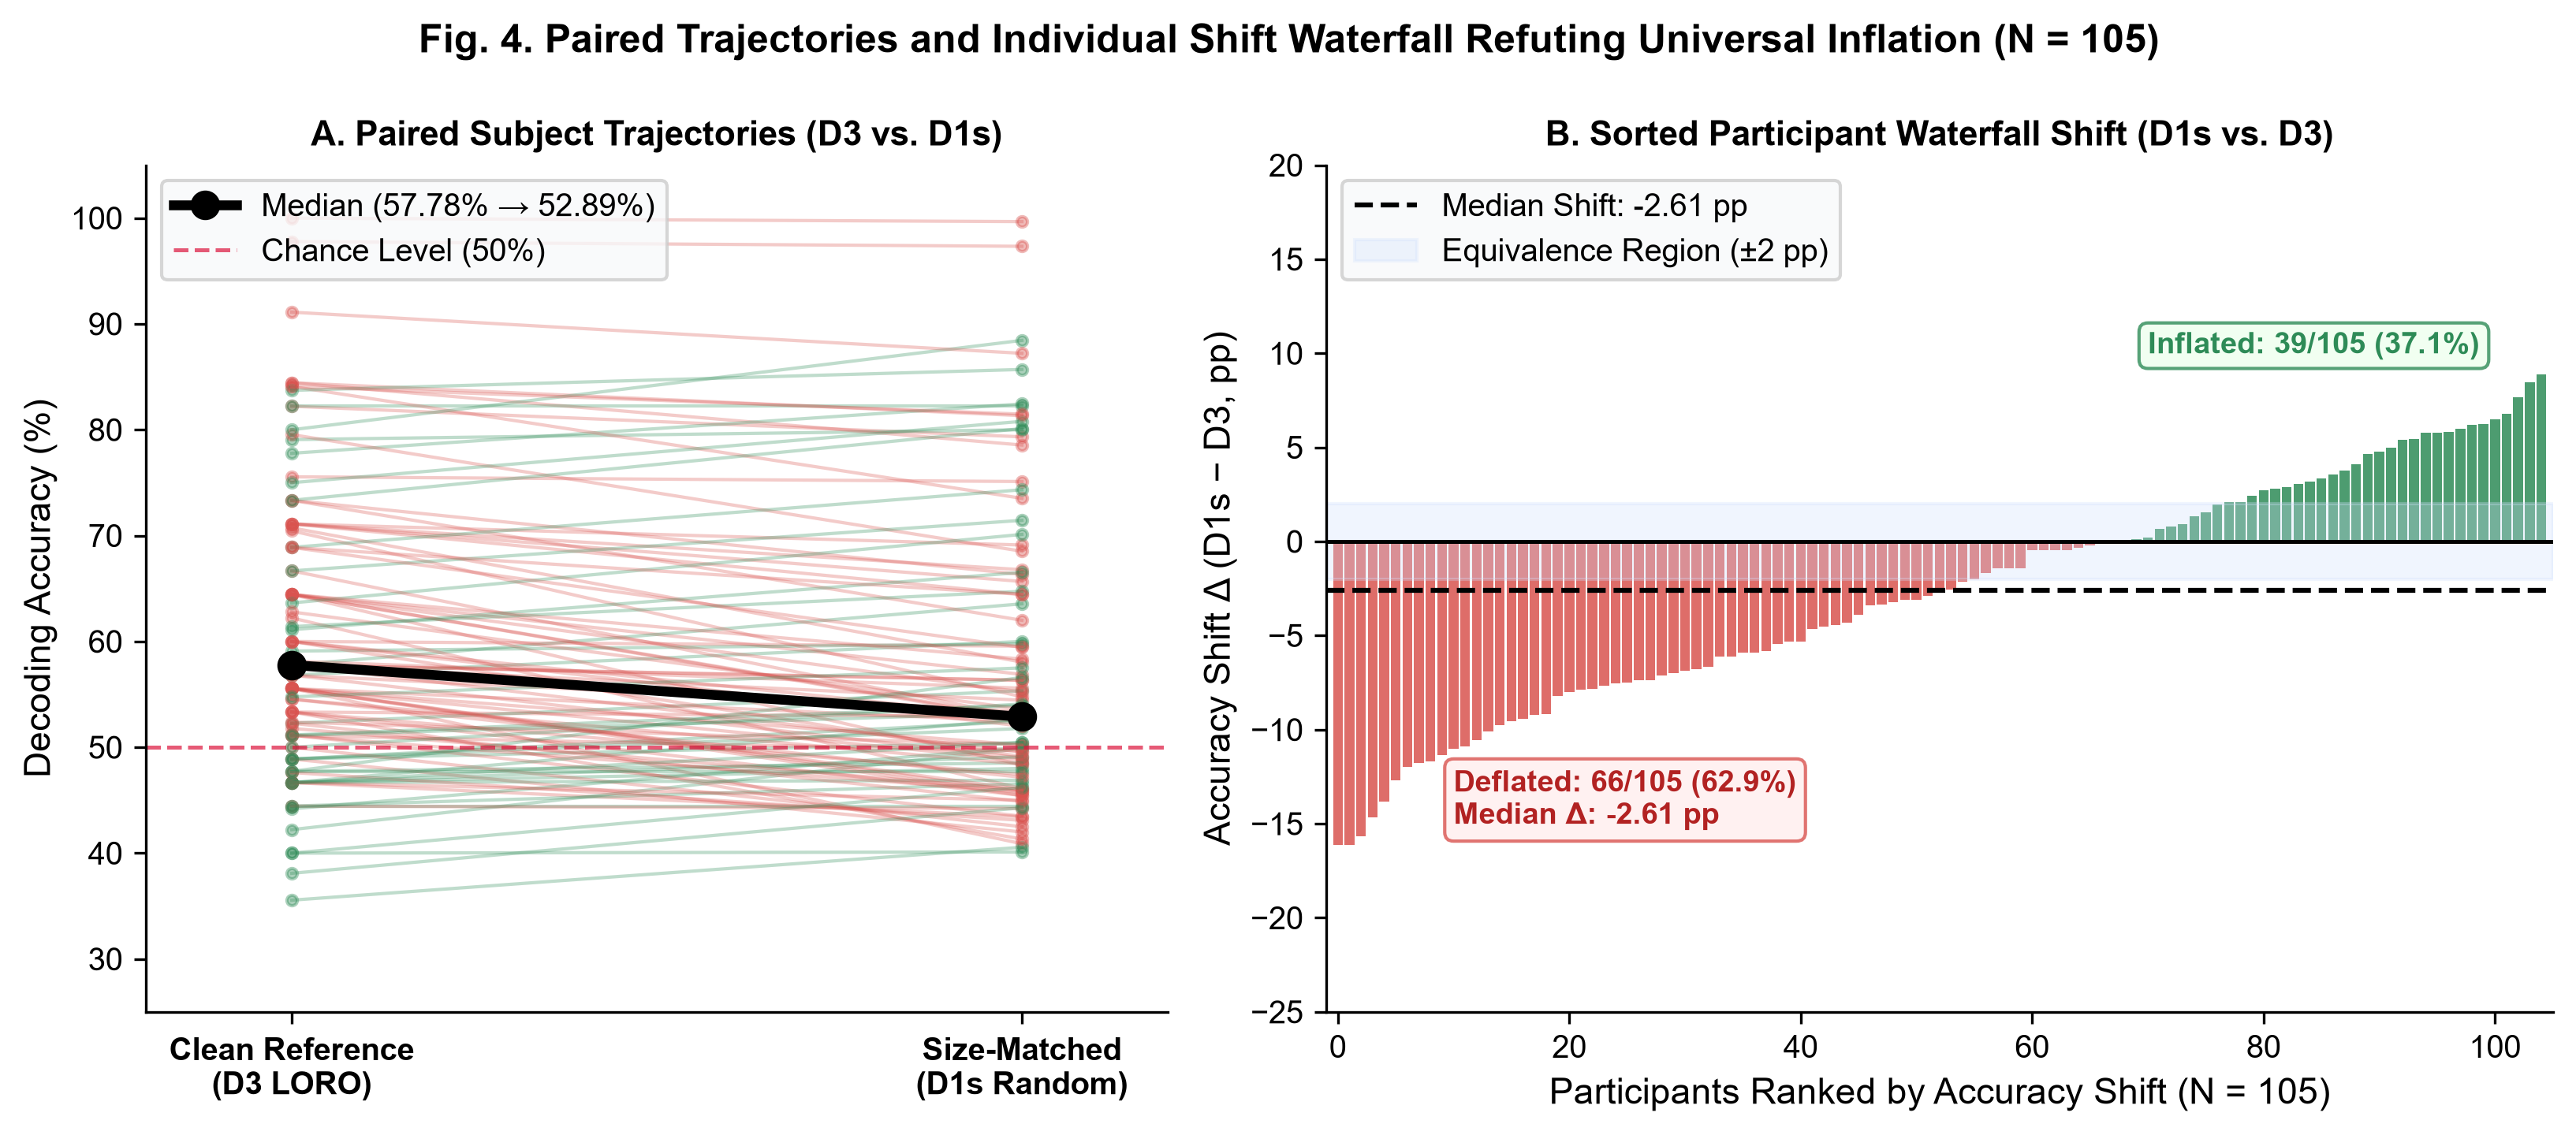 Fig. 4. Paired Trajectories and Individual Shift Waterfall Refuting Universal Inflation (N = 105)
A. Paired Subject Trajectories (D3 vs. D1s)
Median (57.78% → 52.89%)
Chance Level (50%)
Decoding Accuracy (%)
100
90
80
70
60
50
40
30
Clean Reference
(D3 LORO)
Size-Matched
(D1s Random)
B. Sorted Participant Waterfall Shift (D1s vs. D3)
Median Shift: -2.61 pp
Equivalence Region (±2 pp)
Inflated: 39/105 (37.1%)
Deflated: 66/105 (62.9%)
Median Δ: -2.61 pp
Accuracy Shift Δ (D1s − D3, pp)
20
15
10
5
0
−5
−10
−15
−20
−25
0
20
40
60
80
100
Participants Ranked by Accuracy Shift (N = 105)